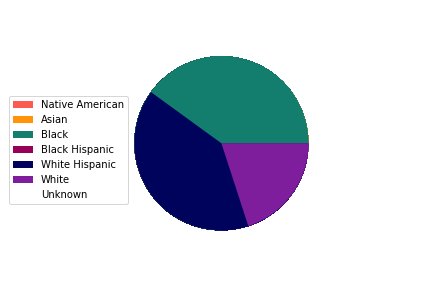 Native American
Asian
Black
Black Hispanic
White Hispanic
White
Unknown